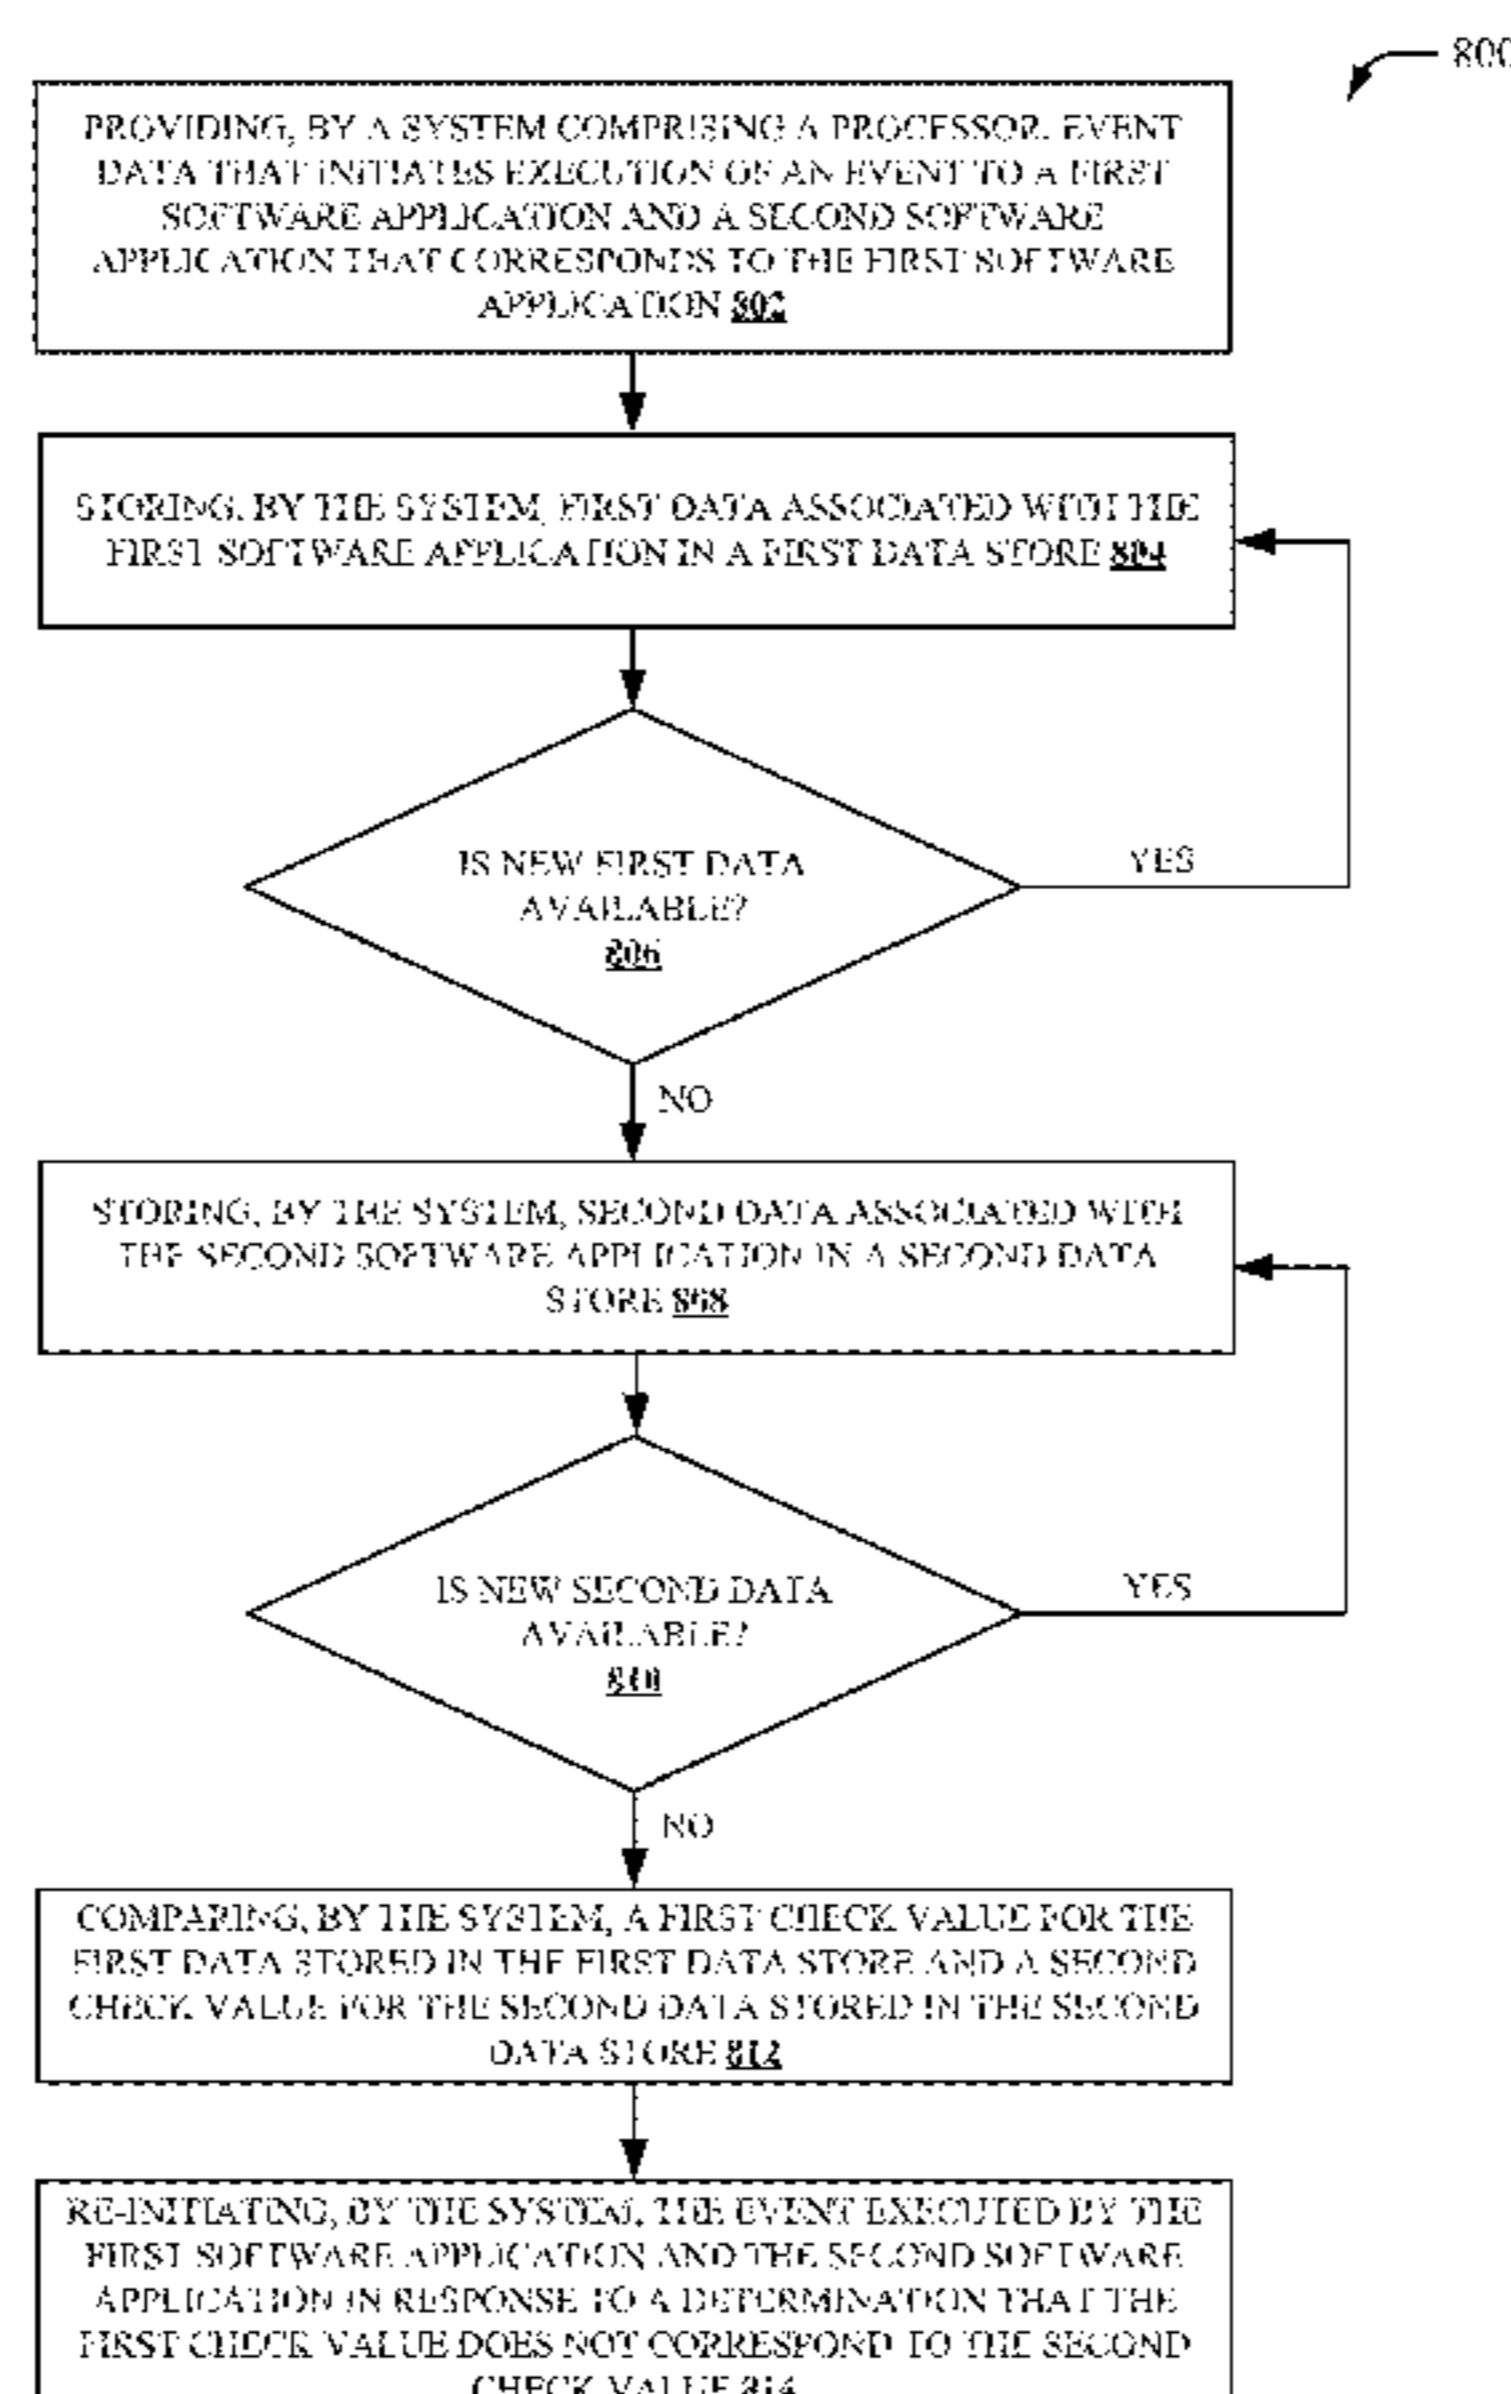 800
PROVIDING, BY A SYSTEM COMPRISING A PROCESSOR, EVENT
DATA THAT INITIATES EXECUTION OF AN EVENT TO A FIRST
SOFTWARE APPLICATION AND A SECOND SOFTWARE
APPLICATION THAT CORRESPONDS TO THE FIRST SOFTWARE
APPLICATION 802
STORING, BY THE SYSTEM, FIRST DATA ASSOCIATED WITH THE
FIRST SOFTWARE APPLICATION IN A FIRST DATA STORE 804
IS NEW FIRST DATA
AVAILABLE?
806
YES
NO
STORING, BY THE SYSTEM, SECOND DATA ASSOCIATED WITH
THE SECOND SOFTWARE APPLICATION IN A SECOND DATA
STORE 808
IS NEW SECOND DATA
AVAILABLE?
810
YES
NO
COMPARING, BY THE SYSTEM, A FIRST CHECK VALUE FOR THE
FIRST DATA STORED IN THE FIRST DATA STORE AND A SECOND
CHECK VALUE FOR THE SECOND DATA STORED IN THE SECOND
DATA STORE 812
RE-INITIATING, BY THE SYSTEM, THE EVENT EXECUTED BY THE
FIRST SOFTWARE APPLICATION AND THE SECOND SOFTWARE
APPLICATION IN RESPONSE TO A DETERMINATION THAT THE
FIRST CHECK VALUE DOES NOT CORRESPOND TO THE SECOND
CHECK VALUE 814